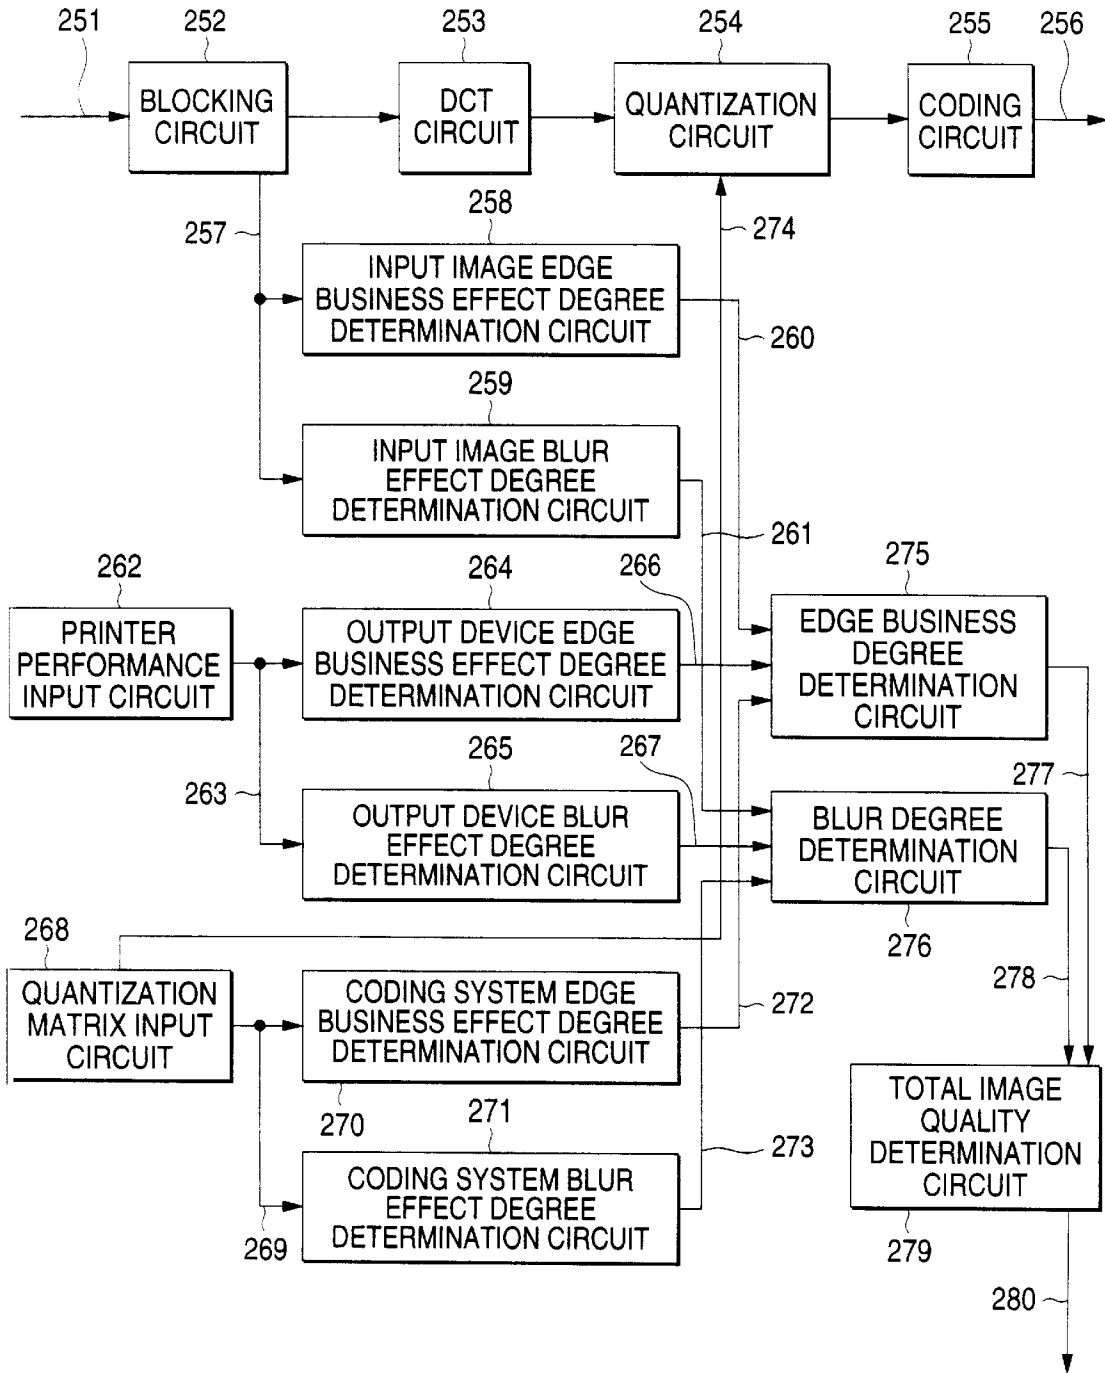 251
252
253
254
255
256
BLOCKING
CIRCUIT
DCT
CIRCUIT
QUANTIZATION
CIRCUIT
CODING
CIRCUIT
257
258
274
INPUT IMAGE EDGE
BUSINESS EFFECT DEGREE
DETERMINATION CIRCUIT
260
259
INPUT IMAGE BLUR
EFFECT DEGREE
DETERMINATION CIRCUIT
261
262
264
266
275
PRINTER
PERFORMANCE
INPUT CIRCUIT
OUTPUT DEVICE EDGE
BUSINESS EFFECT DEGREE
DETERMINATION CIRCUIT
EDGE BUSINESS
DEGREE
DETERMINATION
CIRCUIT
263
265
267
277
OUTPUT DEVICE BLUR
EFFECT DEGREE
DETERMINATION CIRCUIT
BLUR DEGREE
DETERMINATION
CIRCUIT
276
268
278
QUANTIZATION
MATRIX INPUT
CIRCUIT
CODING SYSTEM EDGE
BUSINESS EFFECT DEGREE
DETERMINATION CIRCUIT
272
270
271
273
TOTAL IMAGE
QUALITY
DETERMINATION
CIRCUIT
CODING SYSTEM BLUR
EFFECT DEGREE
DETERMINATION CIRCUIT
269
279
280